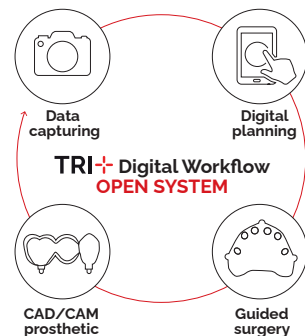 Data
capturing
Digital
planning
TRI+ Digital Workflow
OPEN SYSTEM
CAD/CAM
prosthetic
Guided
surgery